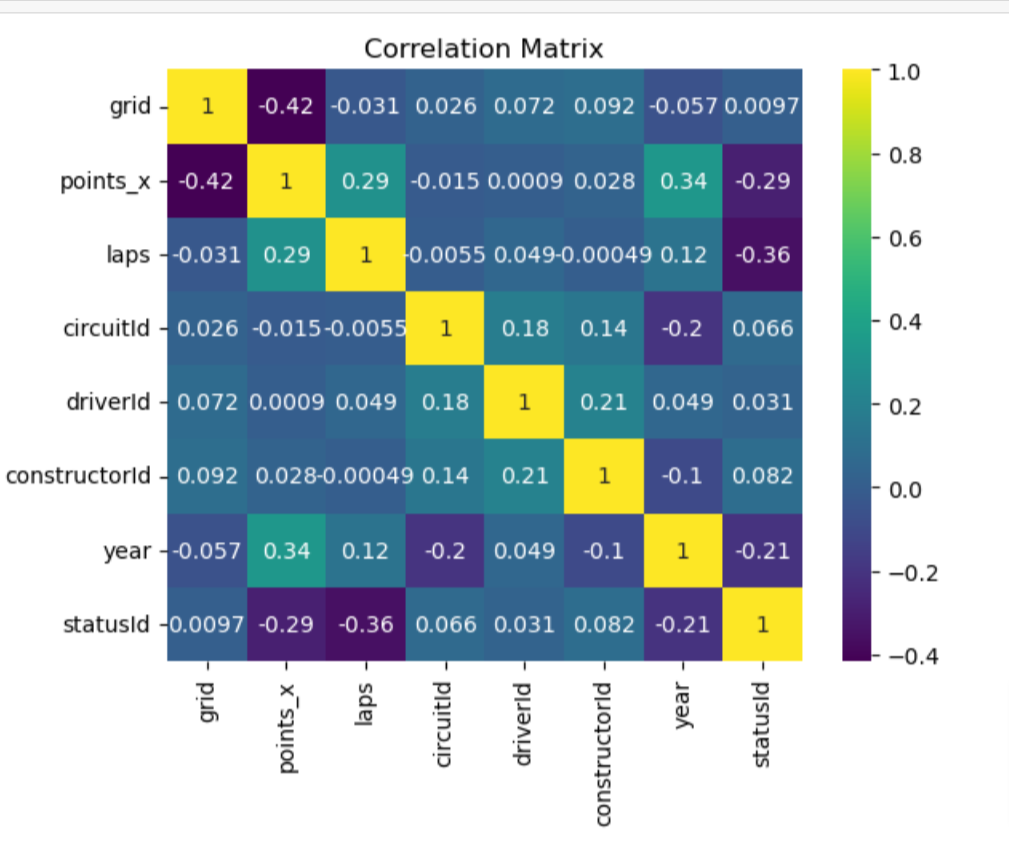 Correlation Matrix
grid 1 -0.42 -0.031 0.026 0.072 0.092 -0.057 0.0097
points_x -0.42 1 0.29 -0.015 0.0009 0.028 0.34 -0.29
laps -0.031 0.29 1 -0.0055 0.049 -0.00049 0.12 -0.36
circuitId 0.026 -0.015 -0.0055 1 0.18 0.14 -0.2 0.066
driverId 0.072 0.0009 0.049 0.18 1 0.21 0.049 0.031
constructorId 0.092 0.028 -0.00049 0.14 0.21 1 -0.1 0.082
year -0.057 0.34 0.12 -0.2 0.049 -0.1 1 -0.21
statusId 0.0097 -0.29 -0.36 0.066 0.031 0.082 -0.21 1
grid points_x laps circuitId driverId constructorId year statusId
1.0
0.8
0.6
0.4
0.2
0.0
−0.2
−0.4